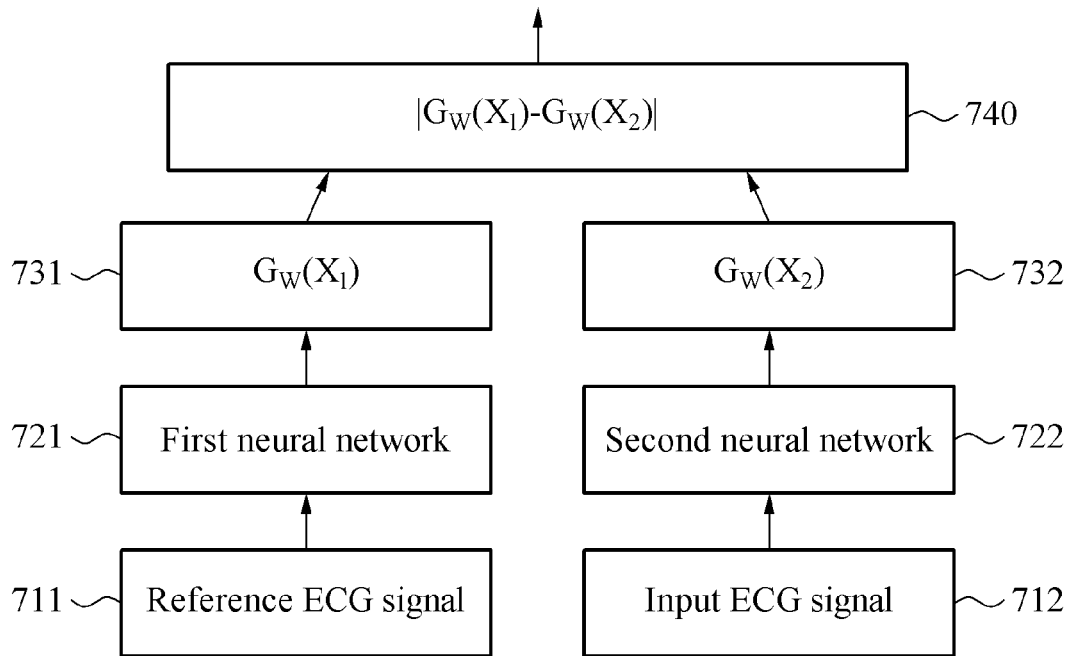 |G_W(X_1)-G_W(X_2)|
740
731
G_W(X_1)
G_W(X_2)
732
721
First neural network
Second neural network
722
711
Reference ECG signal
Input ECG signal
712